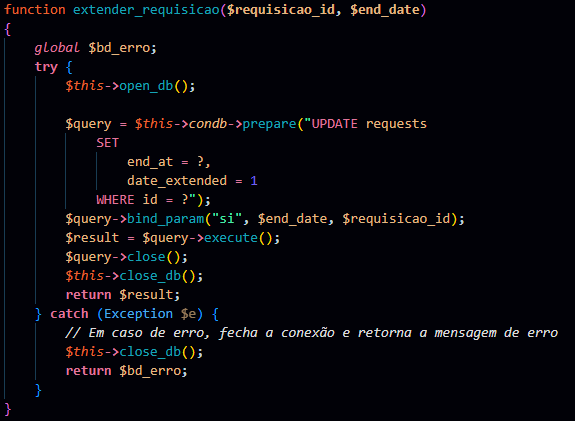 function extender_requisicao($requisicao_id, $end_date)
{
    global $bd_erro;
    try {
        $this->open_db();

        $query = $this->condb->prepare("UPDATE requests
            SET
                end_at = ?,
                date_extended = 1
            WHERE id = ?");
        $query->bind_param("si", $end_date, $requisicao_id);
        $result = $query->execute();
        $query->close();
        $this->close_db();
        return $result;
    } catch (Exception $e) {
        // Em caso de erro, fecha a conexão e retorna a mensagem de erro
        $this->close_db();
        return $bd_erro;
    }
}